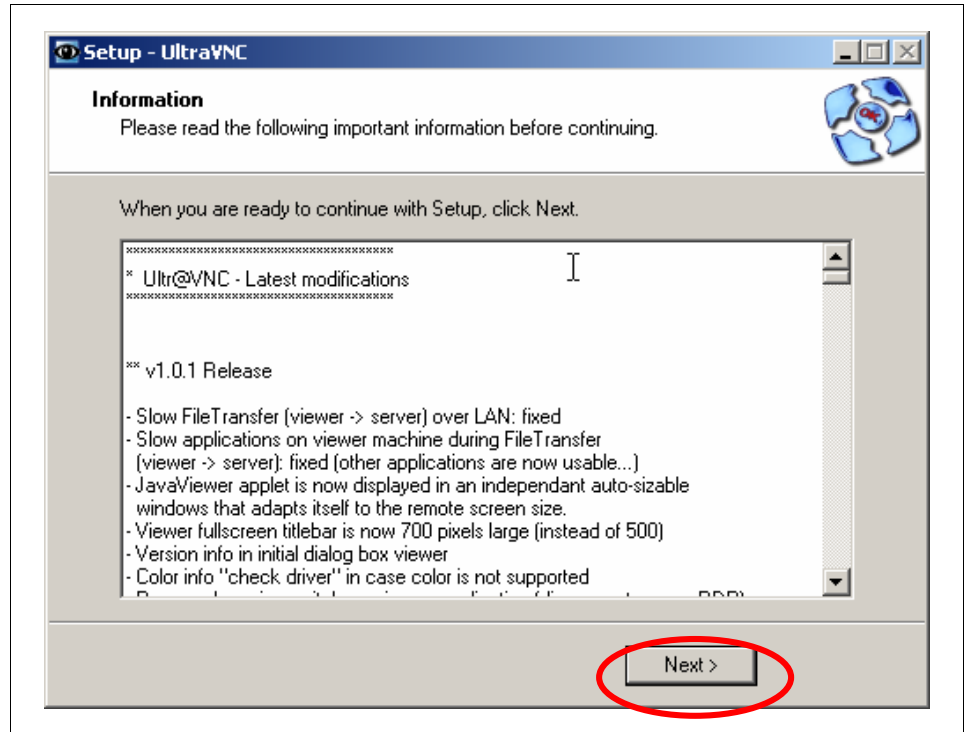 Setup - UltraVNC
Information
Please read the following important information before continuing.
When you are ready to continue with Setup, click Next.
**************************************
* Ultr@VNC - Latest modifications
**************************************
** v1.0.1 Release
- Slow FileTransfer (viewer -> server) over LAN: fixed
- Slow applications on viewer machine during FileTransfer
(viewer -> server): fixed (other applications are now usable...)
- JavaViewer applet is now displayed in an independant auto-sizable
windows that adapts itself to the remote screen size.
- Viewer fullscreen titlebar is now 700 pixels large (instead of 500)
- Version info in initial dialog box viewer
- Color info "check driver" in case color is not supported
Next >